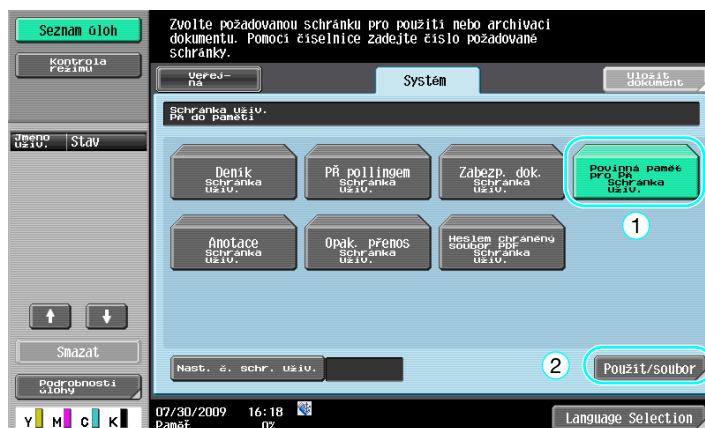 Seznam úloh
Kontrola
režimu
Zvolte požadovanou schránku pro použití nebo archivaci
dokumentu. Pomocí číselnice zadejte číslo požadované
schránky.
Veřej-
ná
Systém
Uložit
dokument
Schránka uživ.
PA do paměti
Jméno
uživ.
Stav
Deník
Schránka
uživ.
PŘ pollingem
Schránka
uživ.
Zabezp. dok.
Schránka
uživ.
Povinná paměť
pro PA
Schránka
uživ.
1
Anotace
Schránka
uživ.
Opak. přenos
Schránka
uživ.
Heslem chráněný
soubor PDF
Schránka
uživ.
Smazat
Nast. č. schr. uživ.
2
Použít/soubor
Podrobnosti
úlohy
Y M C K
07/30/2009 16:18
Paměť 0%
Language Selection